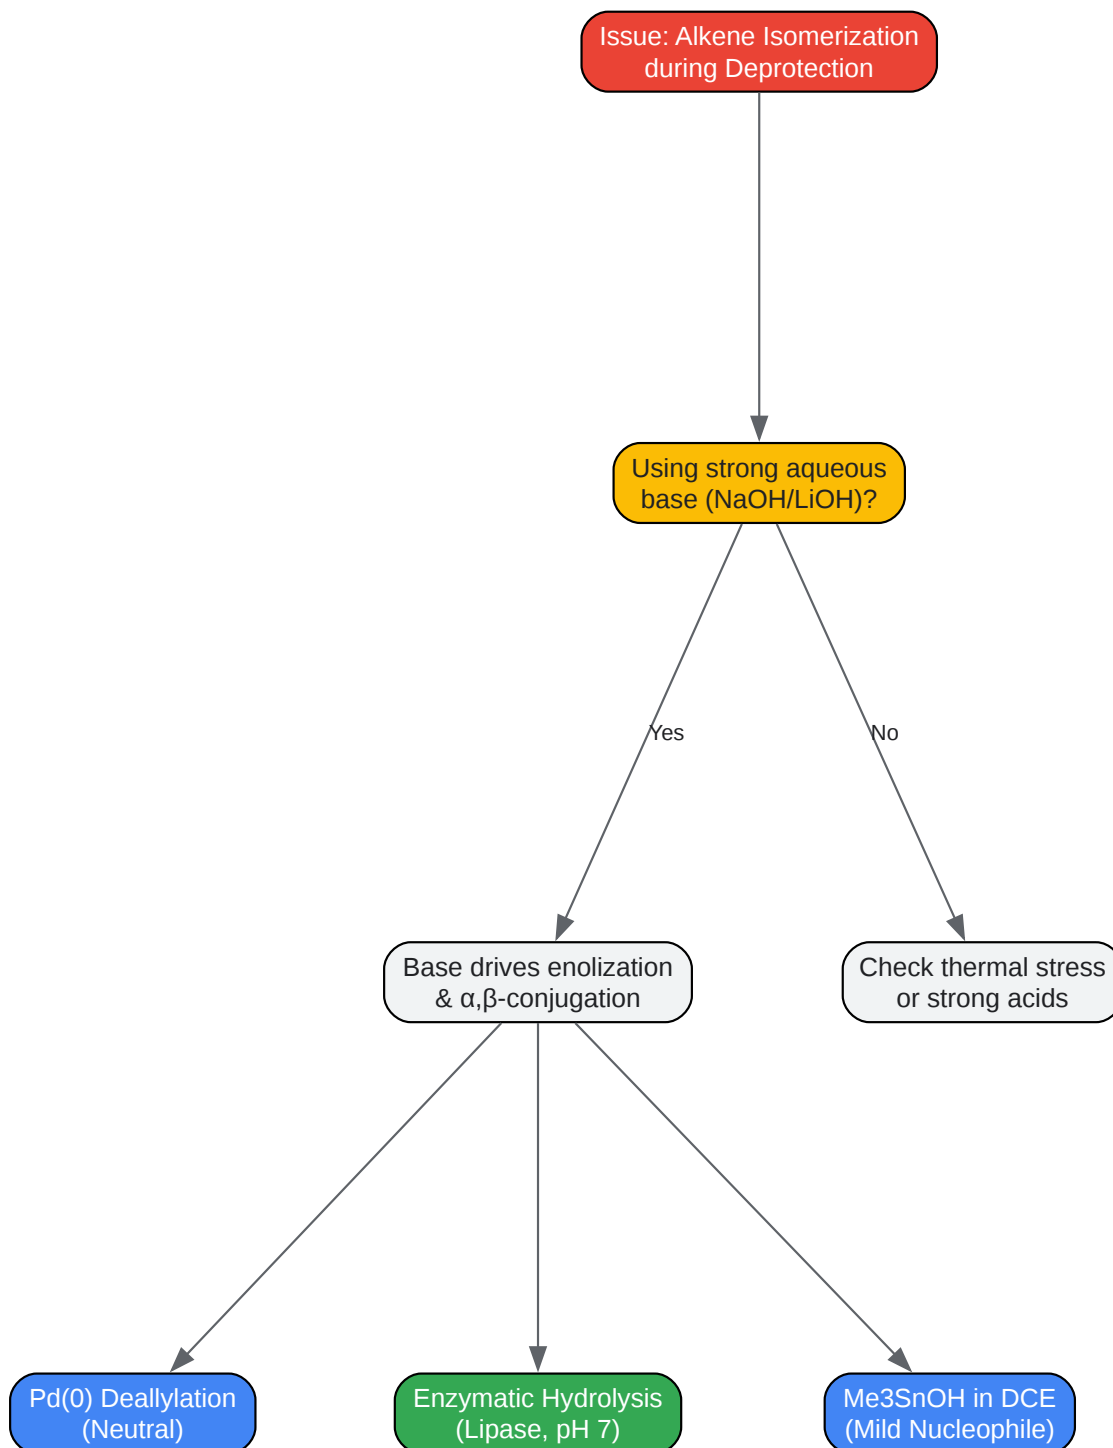 Issue: Alkene Isomerization
during Deprotection
Using strong aqueous
base (NaOH/LiOH)?
Yes
No
Base drives enolization
& α,β-conjugation
Check thermal stress
or strong acids
Pd(0) Deallylation
(Neutral)
Enzymatic Hydrolysis
(Lipase, pH 7)
Me3SnOH in DCE
(Mild Nucleophile)